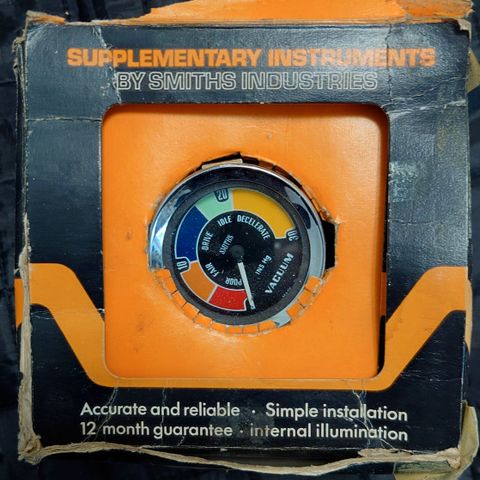 SUPPLEMENTARY INSTRUMENTS
BY SMITHS INDUSTRIES
20
30
10
POOR FAIR DRIVE IDLE DECELERATE
SMITHS
INS Hg
VACUUM
Accurate and reliable · Simple installation
12 month guarantee · internal illumination